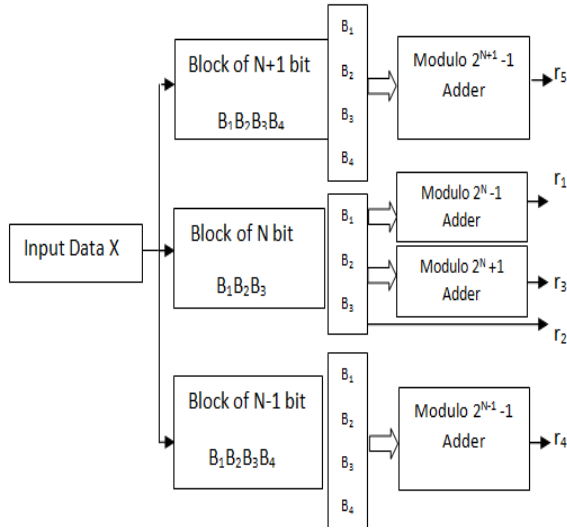 Input Data X
Block of N+1 bit
B₁B₂B₃B₄
B₁
B₂
B₃
B₄
Modulo 2ᴺ⁺¹ -1
Adder
r₅
Block of N bit
B₁B₂B₃
B₁
B₂
B₃
Modulo 2ᴺ -1
Adder
r₁
Modulo 2ᴺ +1
Adder
r₃
r₂
Block of N-1 bit
B₁B₂B₃B₄
B₁
B₂
B₃
B₄
Modulo 2ᴺ⁻¹ -1
Adder
r₄